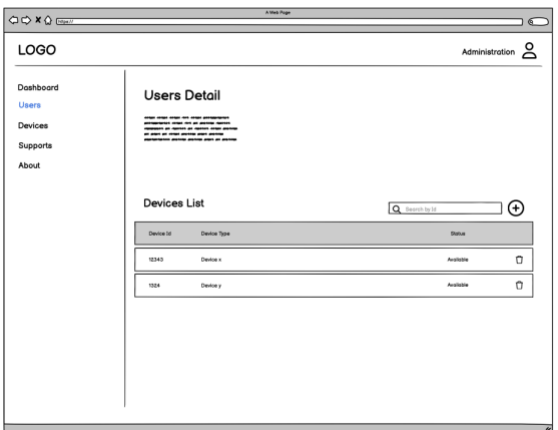 A Web Page
https://
LOGO
Administration
Dashboard
Users
Devices
Supports
About
Users Detail
Devices List
Search by Id
Device Id Device Type Status
12343 Device x Available
1324 Device y Available